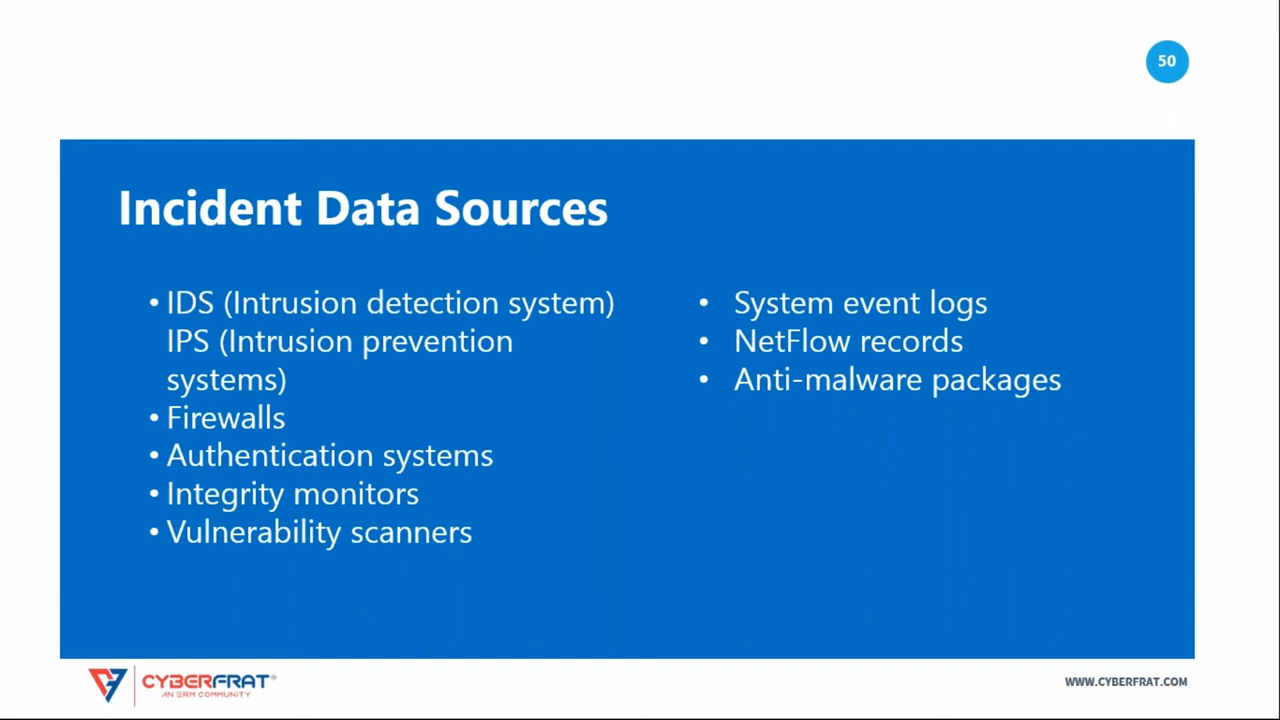 50
Incident Data Sources
• IDS (Intrusion detection system)
IPS (Intrusion prevention
systems)
• Firewalls
• Authentication systems
• Integrity monitors
• Vulnerability scanners
• System event logs
• NetFlow records
• Anti-malware packages
CYBERFRAT
AN ERM COMMUNITY
WWW.CYBERFRAT.COM